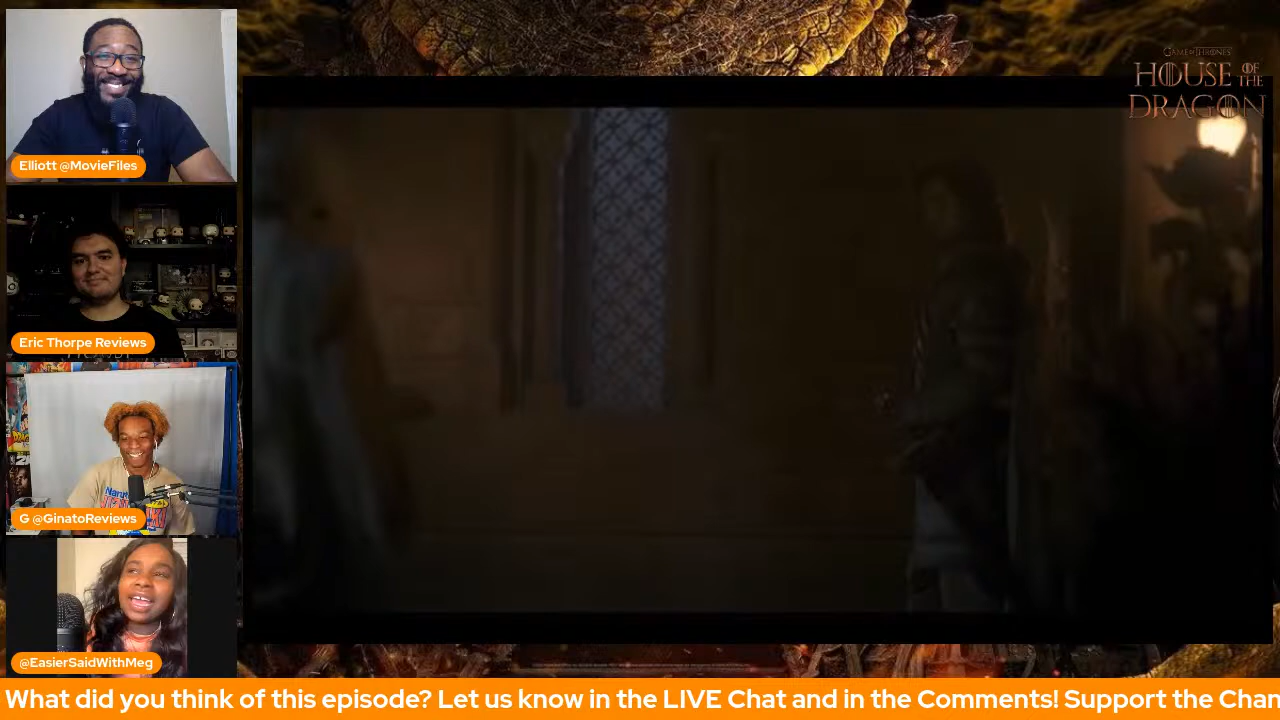 GAME OF THRONES
HOUSE OF THE
DRAGON
Elliott @MovieFiles
Eric Thorpe Reviews
Naruto
G @GinatoReviews
@EasierSaidWithMeg
What did you think of this episode? Let us know in the LIVE Chat and in the Comments! Support the Chan